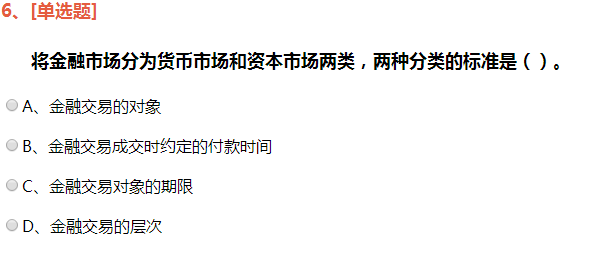 6、[单选题]
将金融市场分为货币市场和资本市场两类，两种分类的标准是（ ）。
A、金融交易的对象
B、金融交易成交时约定的付款时间
C、金融交易对象的期限
D、金融交易的层次